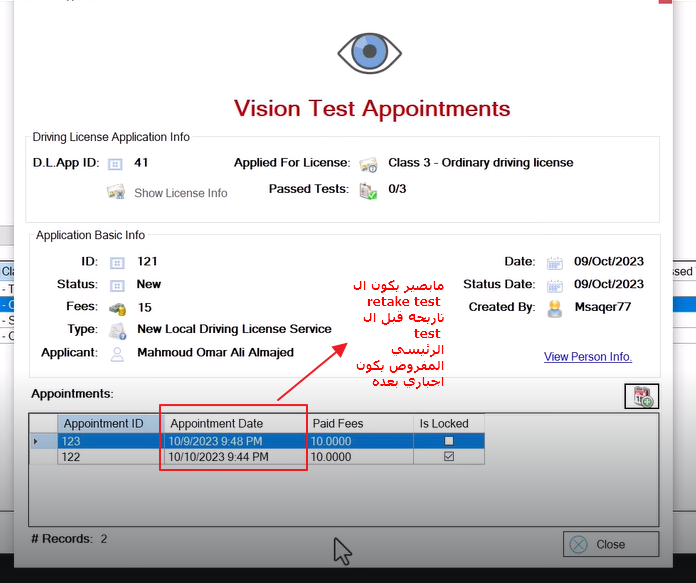 Vision Test Appointments
Driving License Application Info
D.L.App ID: 41 Applied For License: Class 3 - Ordinary driving license
Show License Info Passed Tests: 0/3
Application Basic Info
ID: 121 Date: 09/Oct/2023
Status: New Status Date: 09/Oct/2023
Fees: 15 Created By: Msaqer77
Type: New Local Driving License Service
Applicant: Mahmoud Omar Ali Almajed View Person Info.
مايصير يكون ال
retake test
تاريخه قبل ال
test
الرئيسي
المفروض يكون
اجباري بعده
Appointments:
Appointment ID Appointment Date Paid Fees Is Locked
123 10/9/2023 9:48 PM 10.0000
122 10/10/2023 9:44 PM 10.0000
# Records: 2 Close